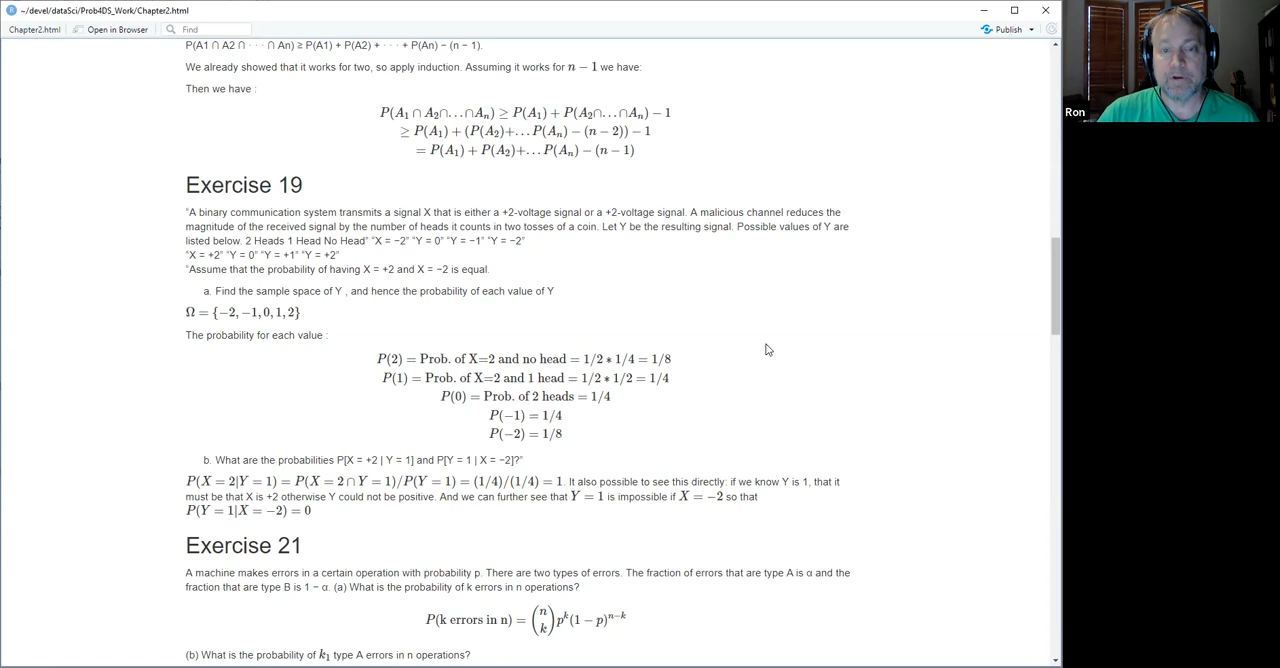 ~/devel/dataSci/Prob4DS_Work/Chapter2.html
Chapter2.html Open in Browser Find Publish
P(A1 ∩ A2 ∩ · · · ∩ An) ≥ P(A1) + P(A2) + · · · + P(An) − (n − 1).
We already showed that it works for two, so apply induction. Assuming it works for n − 1 we have:
Then we have :
P(A₁ ∩ A₂∩…∩Aₙ) ≥ P(A₁) + P(A₂∩…∩Aₙ) − 1
≥ P(A₁) + (P(A₂)+…P(Aₙ) − (n − 2)) − 1
= P(A₁) + P(A₂)+…P(Aₙ) − (n − 1)
Exercise 19
"A binary communication system transmits a signal X that is either a +2-voltage signal or a +2-voltage signal. A malicious channel reduces the
magnitude of the received signal by the number of heads it counts in two tosses of a coin. Let Y be the resulting signal. Possible values of Y are
listed below. 2 Heads 1 Head No Head" "X = −2" "Y = 0" "Y = −1" "Y = −2"
"X = +2" "Y = 0" "Y = +1" "Y = +2"
"Assume that the probability of having X = +2 and X = −2 is equal.
a. Find the sample space of Y , and hence the probability of each value of Y
Ω = {−2, −1, 0, 1, 2}
The probability for each value :
P(2) = Prob. of X=2 and no head = 1/2 ∗ 1/4 = 1/8
P(1) = Prob. of X=2 and 1 head = 1/2 ∗ 1/2 = 1/4
P(0) = Prob. of 2 heads = 1/4
P(−1) = 1/4
P(−2) = 1/8
b. What are the probabilities P[X = +2 | Y = 1] and P[Y = 1 | X = −2]?"
P(X = 2|Y = 1) = P(X = 2 ∩ Y = 1)/P(Y = 1) = (1/4)/(1/4) = 1. It also possible to see this directly: if we know Y is 1, that it
must be that X is +2 otherwise Y could not be positive. And we can further see that Y = 1 is impossible if X = −2 so that
P(Y = 1|X = −2) = 0
Exercise 21
A machine makes errors in a certain operation with probability p. There are two types of errors. The fraction of errors that are type A is α and the
fraction that are type B is 1 − α. (a) What is the probability of k errors in n operations?
P(k errors in n) = (n k) pᵏ(1 − p)ⁿ⁻ᵏ
(b) What is the probability of k₁ type A errors in n operations?
Ron